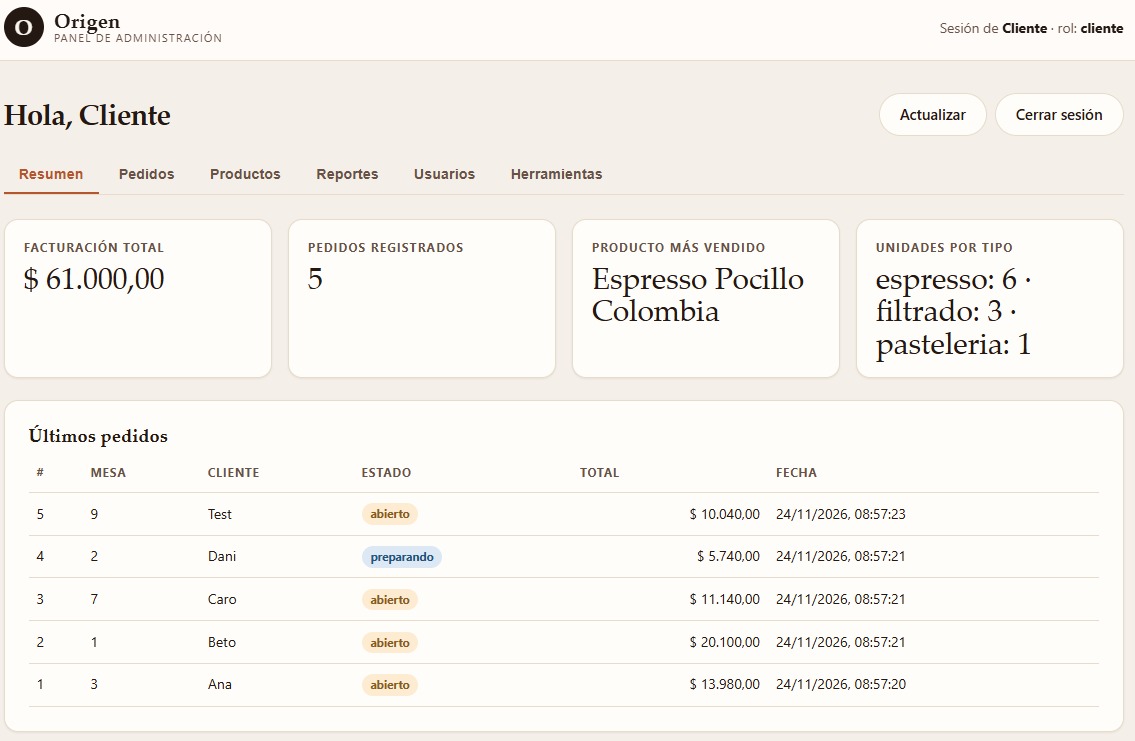 O
Origen
PANEL DE ADMINISTRACIÓN
Sesión de Cliente · rol: cliente
Hola, Cliente
Actualizar
Cerrar sesión
Resumen Pedidos Productos Reportes Usuarios Herramientas
FACTURACIÓN TOTAL
$ 61.000,00
PEDIDOS REGISTRADOS
5
PRODUCTO MÁS VENDIDO
Espresso Pocillo
Colombia
UNIDADES POR TIPO
espresso: 6 ·
filtrado: 3 ·
pasteleria: 1
Últimos pedidos
# MESA CLIENTE ESTADO TOTAL FECHA
5 9 Test abierto $ 10.040,00 24/11/2026, 08:57:23
4 2 Dani preparando $ 5.740,00 24/11/2026, 08:57:21
3 7 Caro abierto $ 11.140,00 24/11/2026, 08:57:21
2 1 Beto abierto $ 20.100,00 24/11/2026, 08:57:21
1 3 Ana abierto $ 13.980,00 24/11/2026, 08:57:20